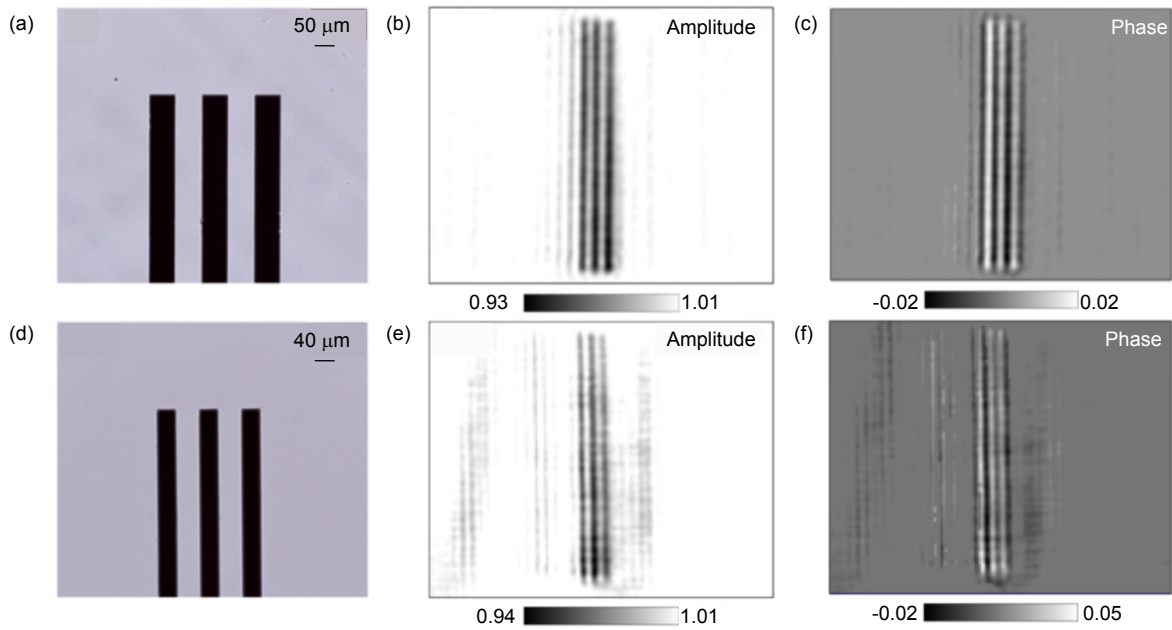 (a) 50 μm (b) Amplitude (c) Phase
0.93 1.01 -0.02 0.02
(d) 40 μm (e) Amplitude (f) Phase
0.94 1.01 -0.02 0.05